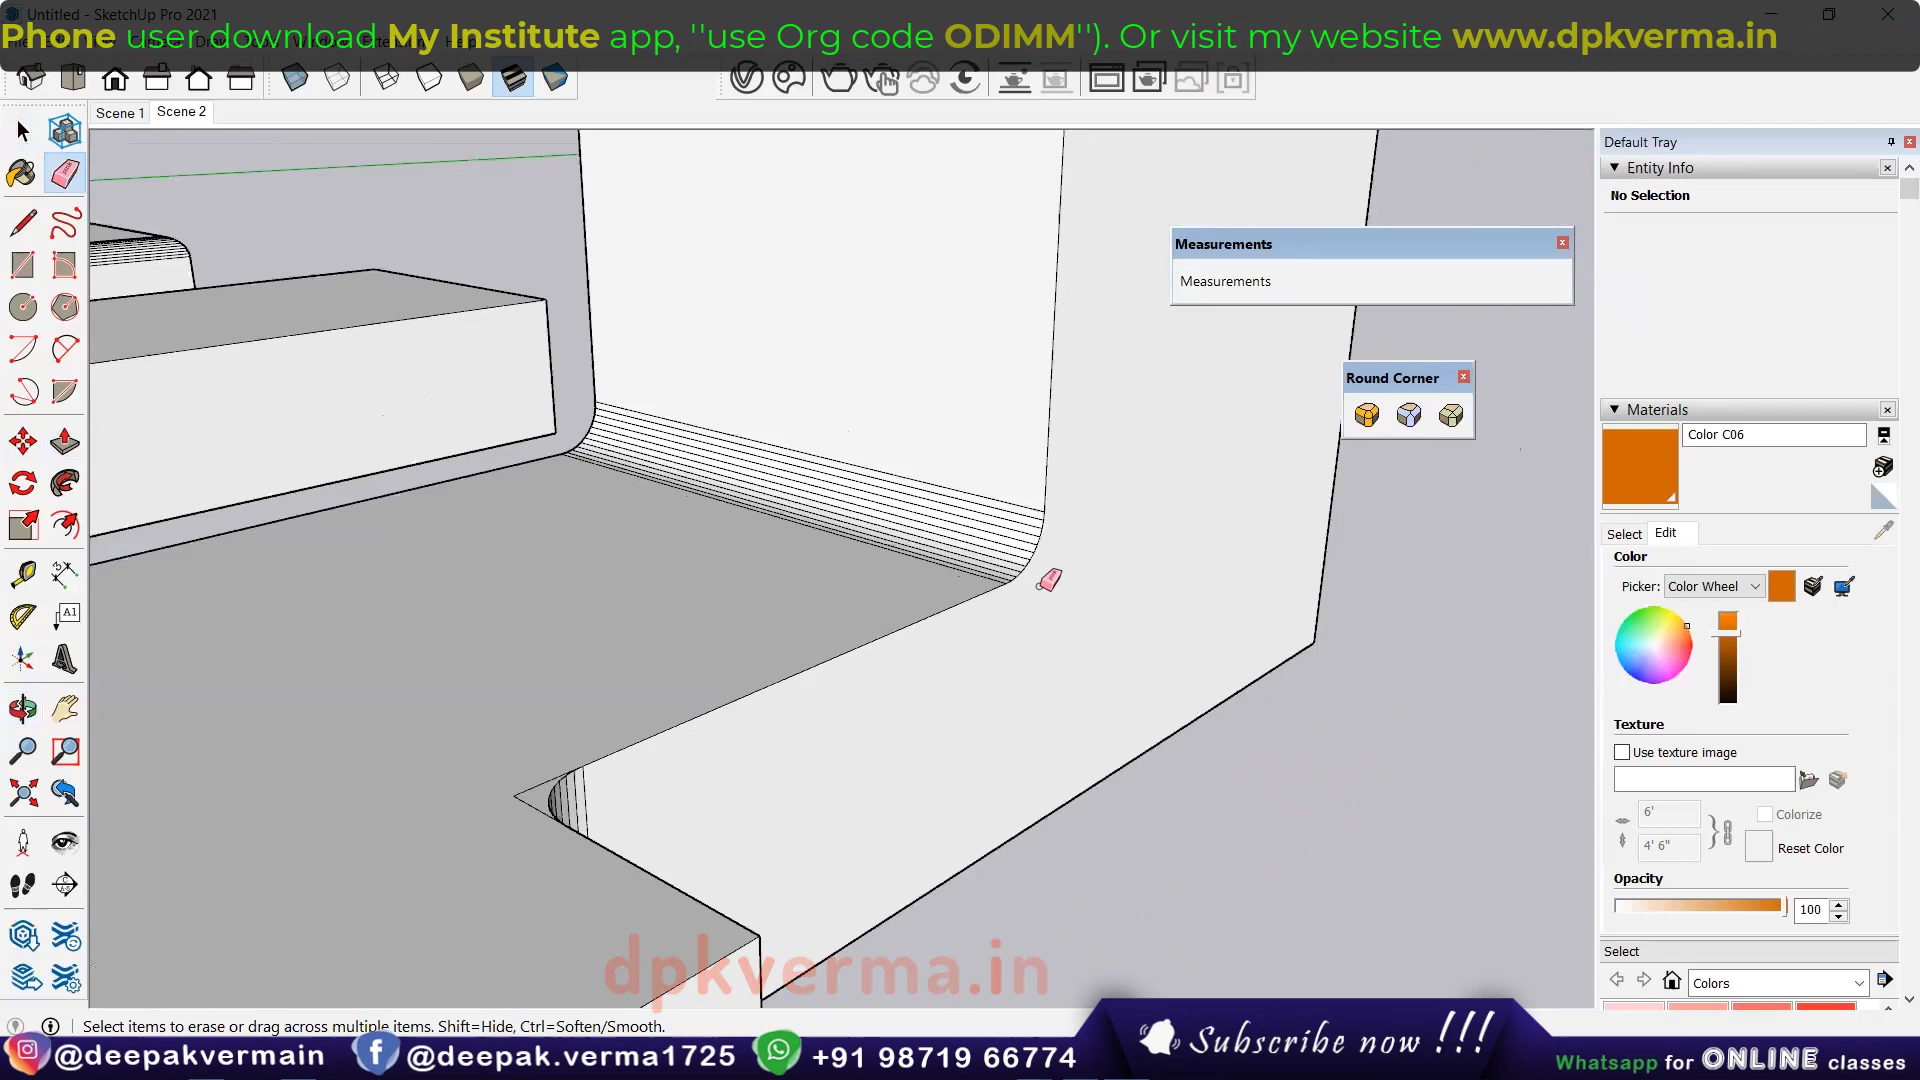 Untitled - SketchUp Pro 2021
Phone user download My Institute app, ''use Org code ODIMM''). Or visit my website www.dpkverma.in
Scene 1
Scene 2
Default Tray
Entity Info
No Selection
Measurements
Measurements
Round Corner
Materials
Color C06
Select
Edit
Color
Picker:
Color Wheel
Texture
Use texture image
6'
Colorize
4' 6"
Reset Color
Opacity
100
Select
Colors
A1
dpkverma.in
Select items to erase or drag across multiple items. Shift=Hide, Ctrl=Soften/Smooth.
@deepakvermain
@deepak.verma1725
+91 98719 66774
Subscribe now !!!
Whatsapp for ONLINE classes